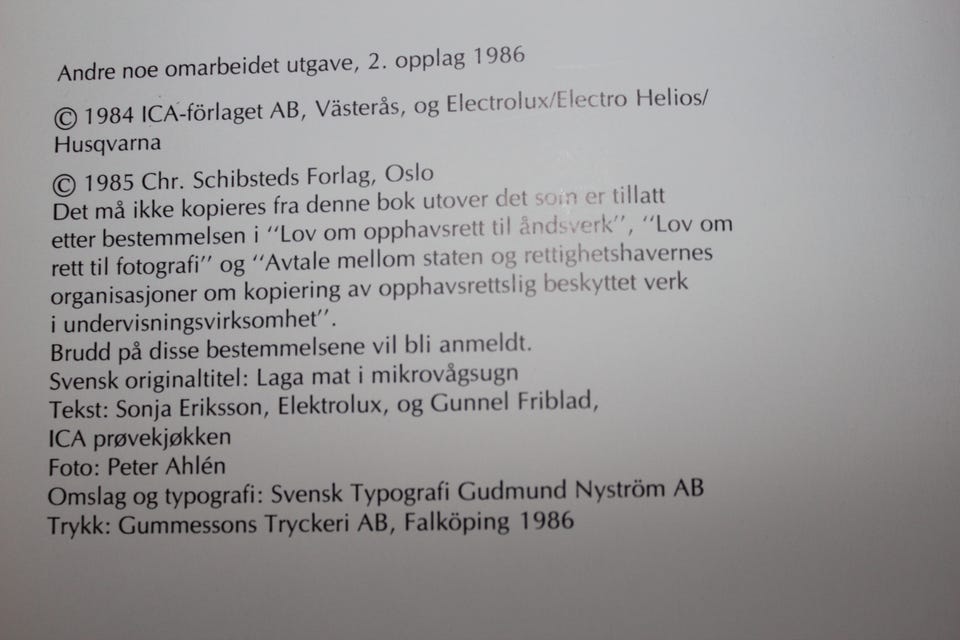 Andre noe omarbeidet utgave, 2. opplag 1986
© 1984 ICA-förlaget AB, Västerås, og Electrolux/Electro Helios/
Husqvarna
© 1985 Chr. Schibsteds Forlag, Oslo
Det må ikke kopieres fra denne bok utover det som er tillatt
etter bestemmelsen i ”Lov om opphavsrett til åndsverk”, ”Lov om
rett til fotografi” og ”Avtale mellom staten og rettighetshavernes
organisasjoner om kopiering av opphavsrettslig beskyttet verk
i undervisningsvirksomhet”.
Brudd på disse bestemmelsene vil bli anmeldt.
Svensk originaltitel: Laga mat i mikrovågsugn
Tekst: Sonja Eriksson, Elektrolux, og Gunnel Friblad,
ICA prøvekjøkken
Foto: Peter Ahlén
Omslag og typografi: Svensk Typografi Gudmund Nyström AB
Trykk: Gummessons Tryckeri AB, Falköping 1986